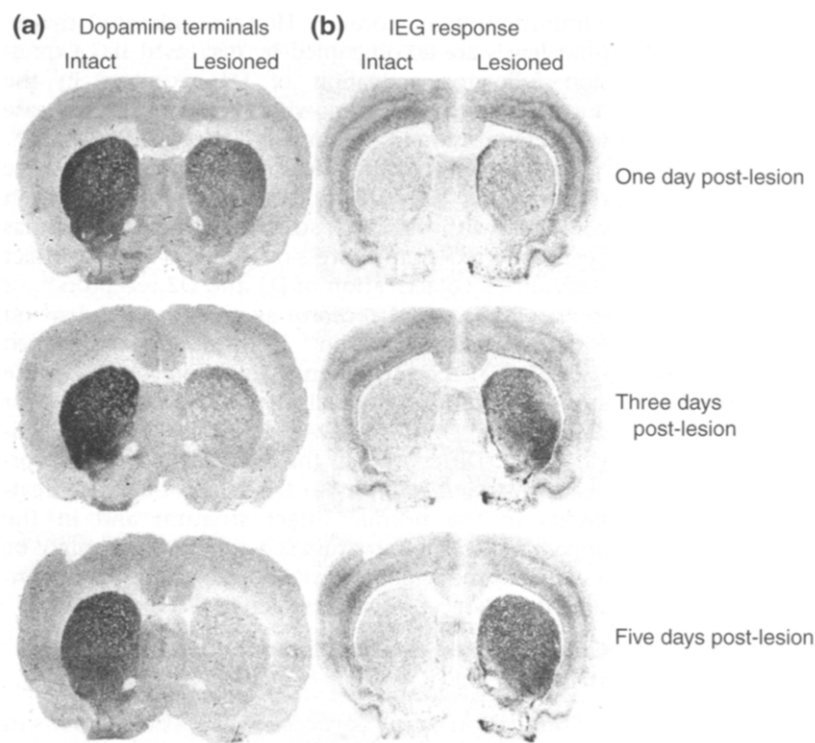 (a) Dopamine terminals (b) IEG response
Intact Lesioned Intact Lesioned
One day post-lesion
Three days
post-lesion
Five days post-lesion